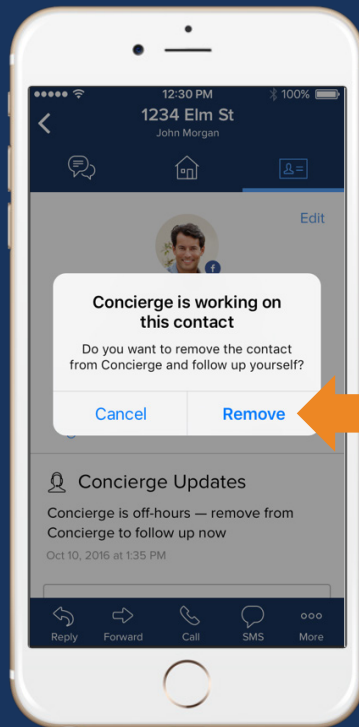 12:30 PM
100%
1234 Elm St
John Morgan
Edit
f
Concierge is working on
this contact
Do you want to remove the contact
from Concierge and follow up yourself?
Cancel
Remove
Concierge Updates
Concierge is off-hours — remove from
Concierge to follow up now
Oct 10, 2016 at 1:35 PM
Reply
Forward
Call
SMS
More